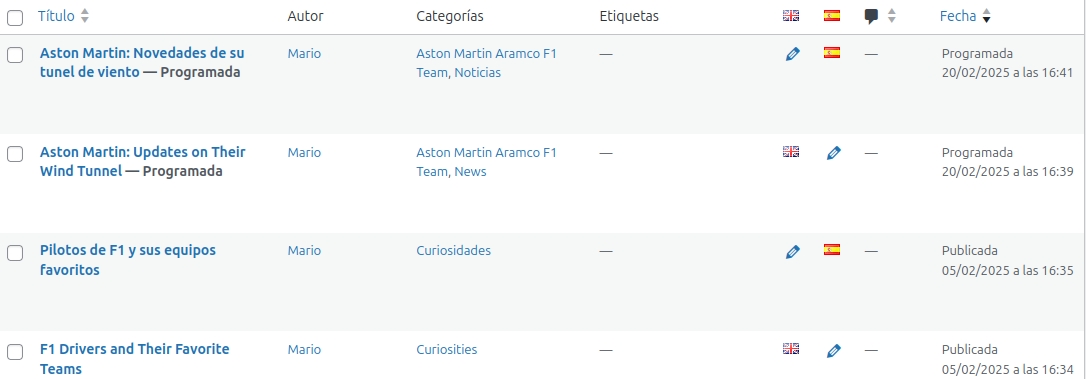 Título Autor Categorías Etiquetas Fecha
Aston Martin: Novedades de su Mario Aston Martin Aramco F1 — — Programada
tunel de viento — Programada Team, Noticias 20/02/2025 a las 16:41
Aston Martin: Updates on Their Mario Aston Martin Aramco F1 — — Programada
Wind Tunnel — Programada Team, News 20/02/2025 a las 16:39
Pilotos de F1 y sus equipos Mario Curiosidades — — Publicada
favoritos 05/02/2025 a las 16:35
F1 Drivers and Their Favorite Mario Curiosities — — Publicada
Teams 05/02/2025 a las 16:34